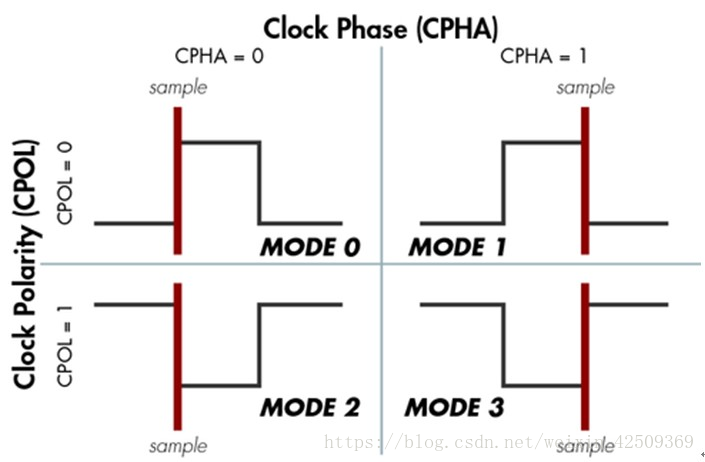 Clock Phase (CPHA)
CPHA = 0
CPHA = 1
sample
sample
Clock Polarity (CPOL)
CPOL = 0
MODE 0
MODE 1
CPOL = 1
MODE 2
MODE 3
sample
sample
https://blog.csdn.net/weixin_42509369